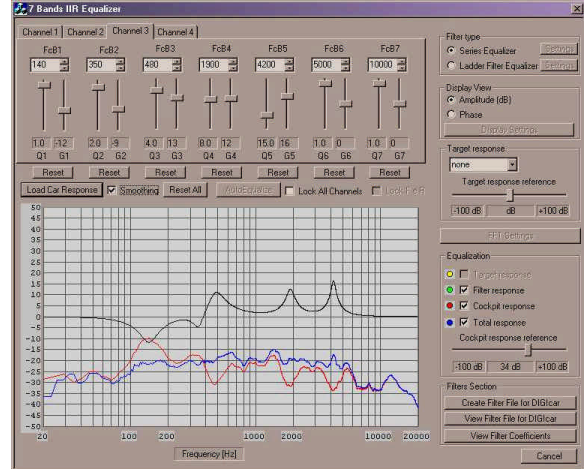 7 Bands IIR Equalizer
Channel 1 Channel 2 Channel 3 Channel 4
FcB1 FcB2 FcB3 FcB4 FcB5 FcB6 FcB7
140 350 480 1900 4200 5000 10000
1.0 -12 2.0 -9 4.0 13 8.0 12 15.0 16 1.0 0 1.0 0
Q1 G1 Q2 G2 Q3 G3 Q4 G4 Q5 G5 Q6 G6 Q7 G7
Reset Reset Reset Reset Reset Reset Reset
Load Car Response Smoothing Reset All AutoEqualize Lock All Channels
50
45
40
35
30
25
20
15
10
5
0
-5
-10
-15
-20
-25
-30
-35
-40
-45
-50
20 100 200 1000 2000 10000 20000
Frequency [Hz]
Filter type
Series Equalizer Settings
Ladder Filter Equalizer Settings
Display View
Amplitude (dB)
Phase
Display Settings
Target response
none
Target response reference
-100 dB dB +100 dB
FFT Settings
Equalization
Target response
Filter response
Cockpit response
Total response
Cockpit response reference
-100 dB 34 dB +100 dB
Filters Section
Create Filter File for DIGIcar
View Filter File for DIGIcar
View Filter Coefficients
Cancel